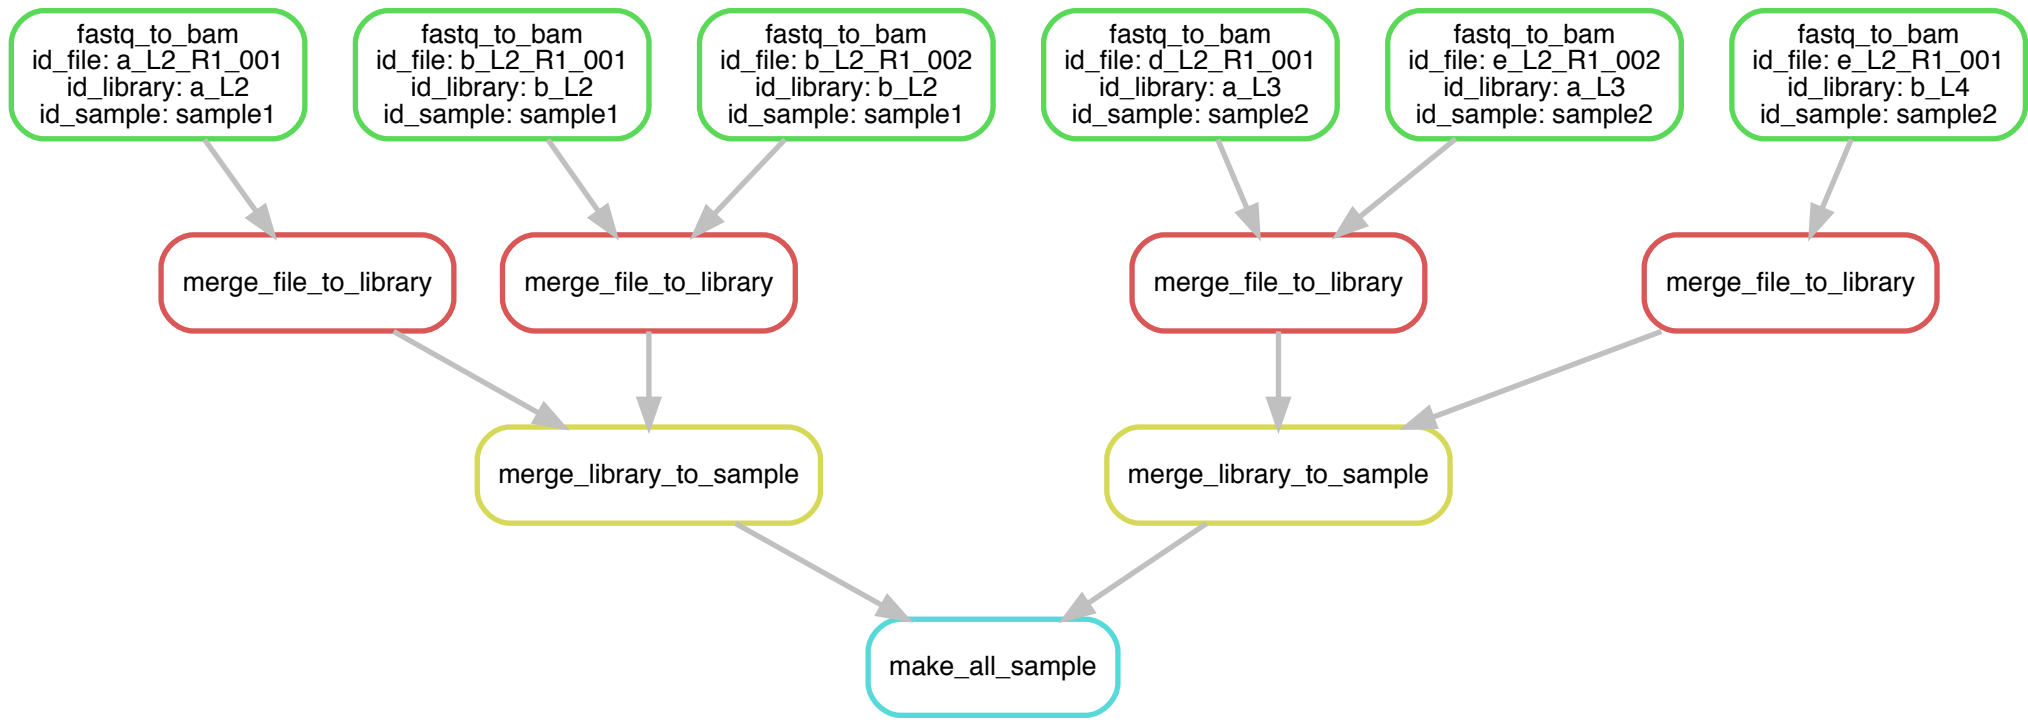 fastq_to_bam
id_file: a_L2_R1_001
id_library: a_L2
id_sample: sample1
fastq_to_bam
id_file: b_L2_R1_001
id_library: b_L2
id_sample: sample1
fastq_to_bam
id_file: b_L2_R1_002
id_library: b_L2
id_sample: sample1
fastq_to_bam
id_file: d_L2_R1_001
id_library: a_L3
id_sample: sample2
fastq_to_bam
id_file: e_L2_R1_002
id_library: a_L3
id_sample: sample2
fastq_to_bam
id_file: e_L2_R1_001
id_library: b_L4
id_sample: sample2
merge_file_to_library
merge_file_to_library
merge_file_to_library
merge_file_to_library
merge_library_to_sample
merge_library_to_sample
make_all_sample